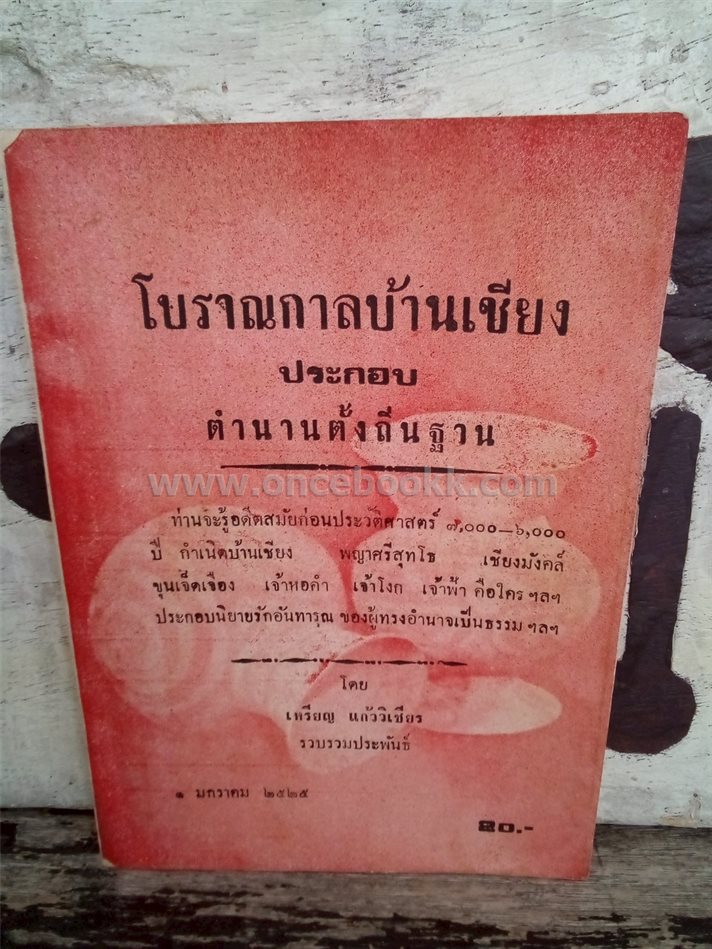 โบราณกาลบ้านเชียง
ประกอบ
ตำนานตั้งถิ่นฐาน
www.oncebookk.com
ท่านจะรู้อดีตสมัยก่อนประวัติศาสตร์ ๗,๐๐๐–๖,๐๐๐
ปี กำเนิดบ้านเชียง พญาศรีสุทโธ เชียงมังคล์
ขุนเจ็ดเจือง เจ้าหอคำ เจ้าโงก เจ้าฟ้า คือใคร ฯลฯ
ประกอบนิยายรักอันทารุณ ของผู้ทรงอำนาจเป็นธรรม ฯลฯ
โดย
เหรียญ แก้ววิเชียร
รวบรวมประพันธ์
๑ มกราคม ๒๕๒๕
๒๐.-